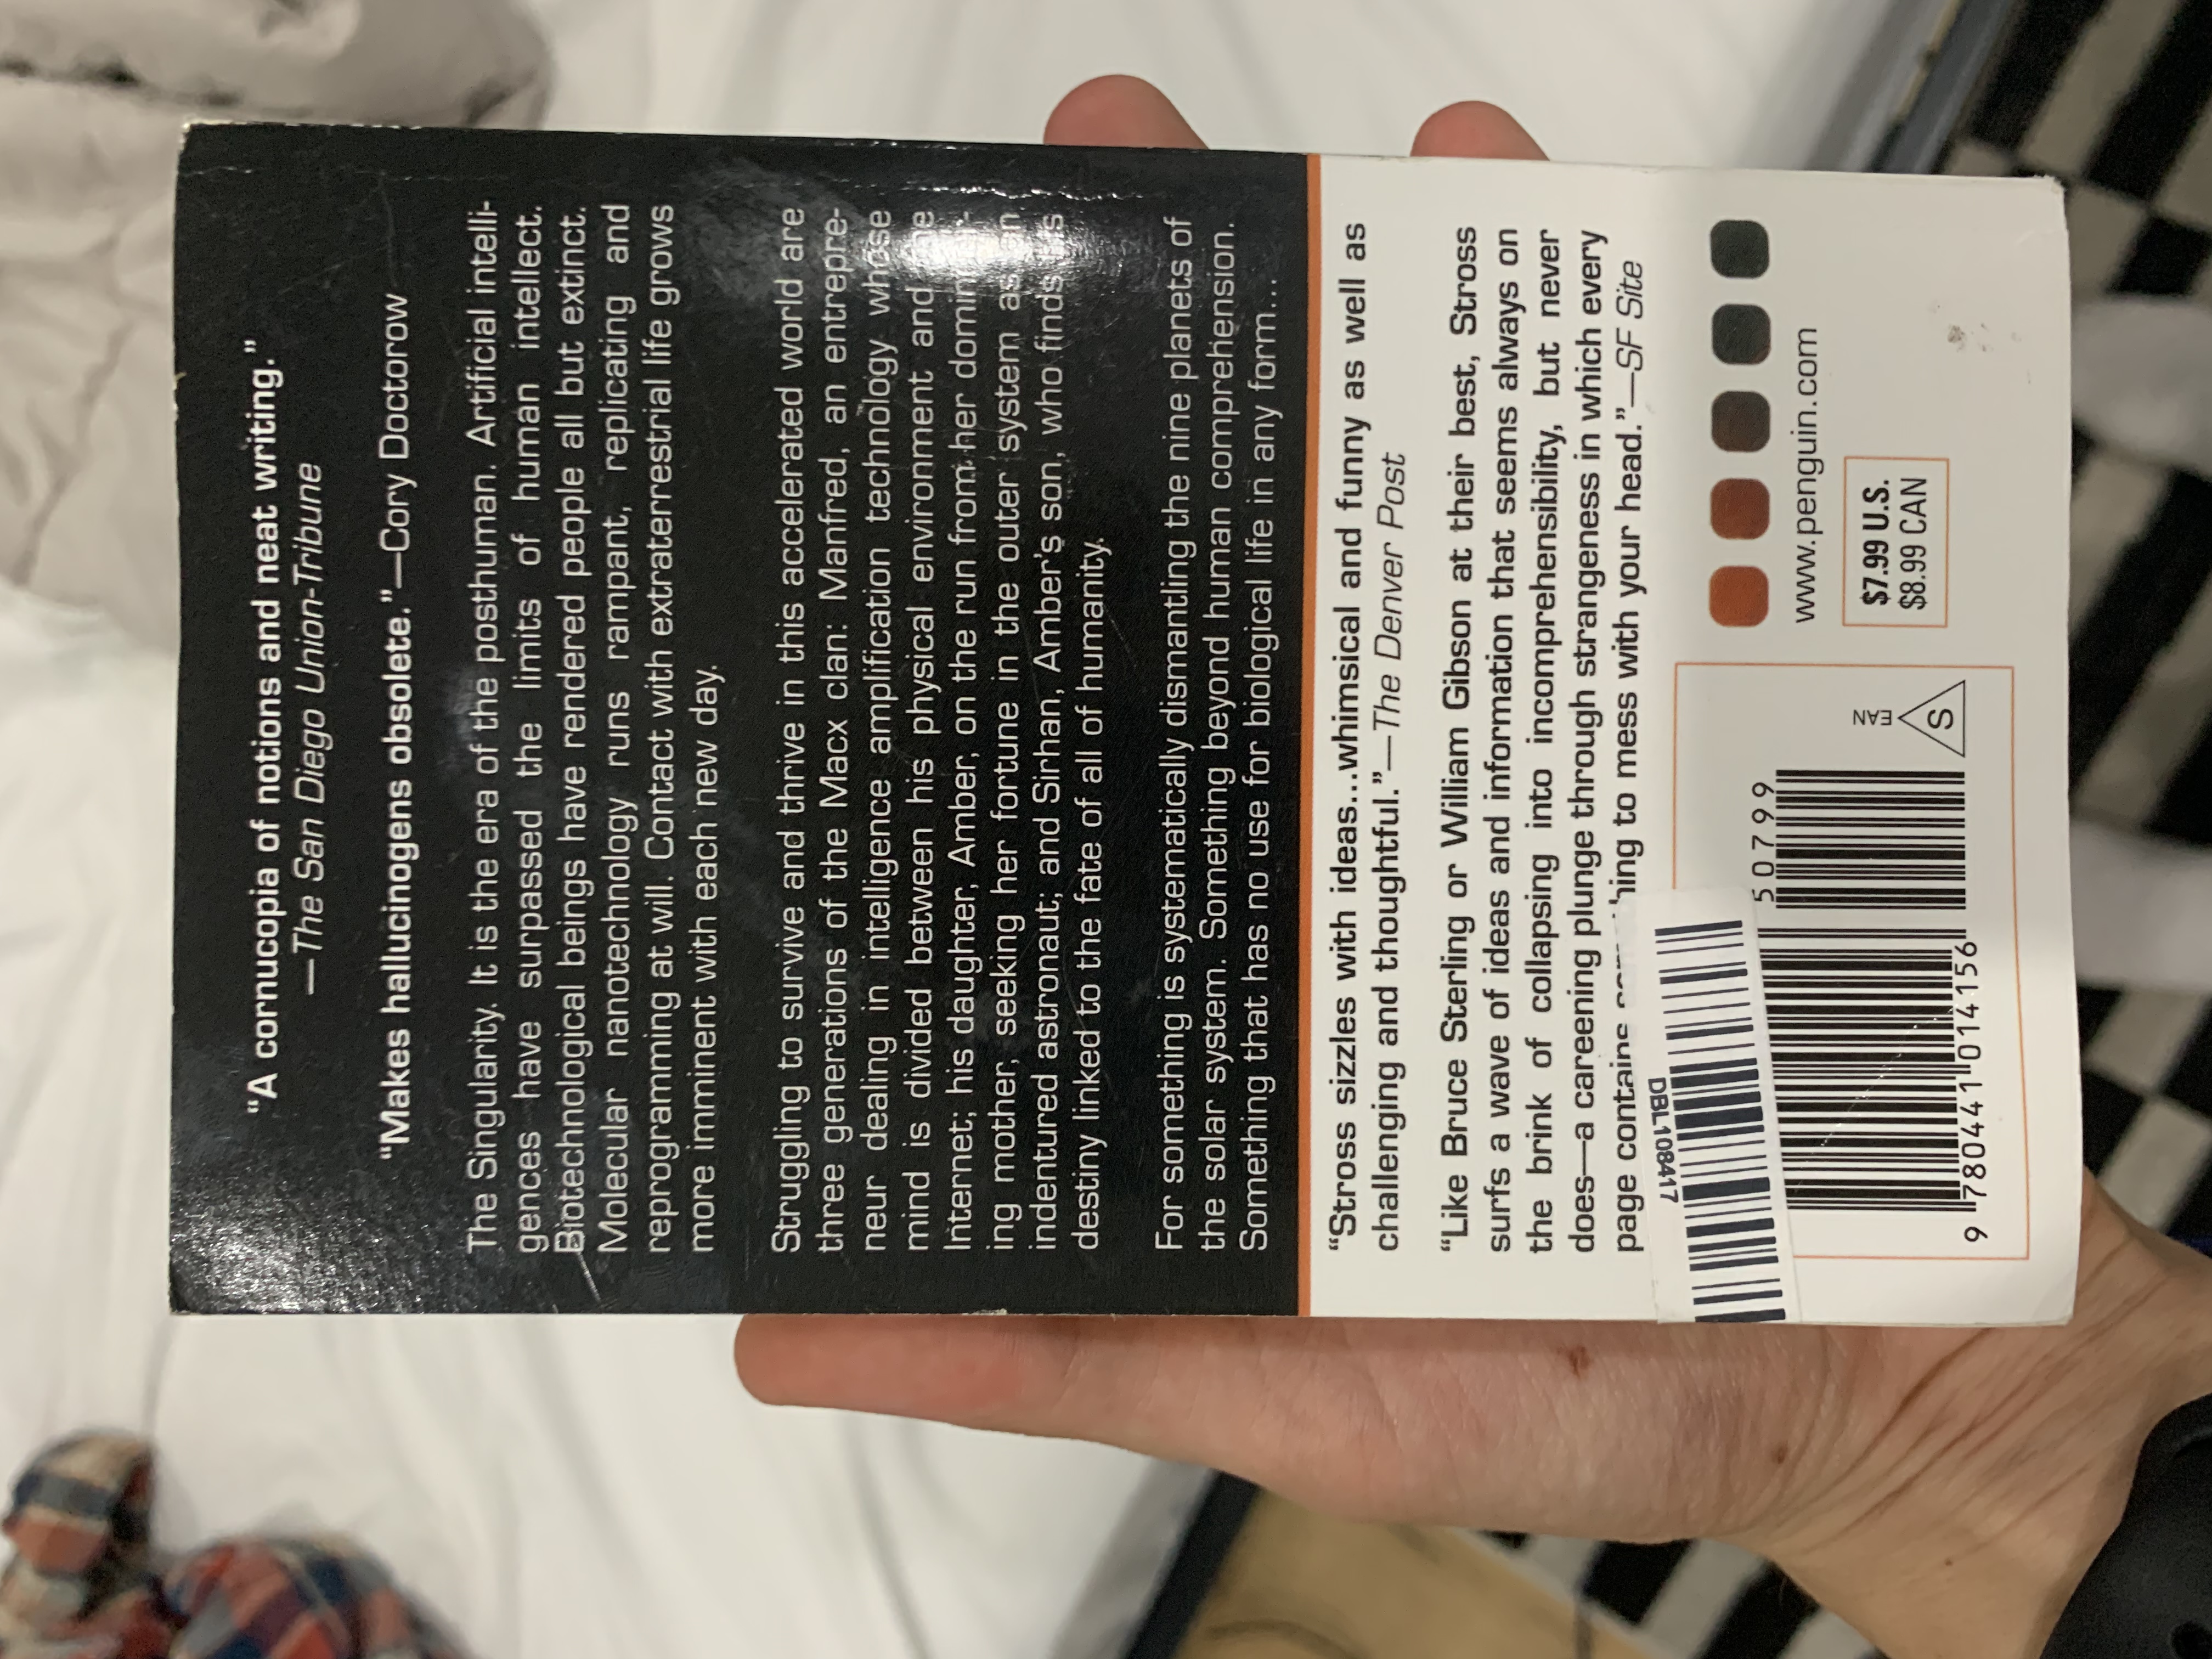 “A cornucopia of notions and neat writing.”
—The San Diego Union-Tribune
“Makes hallucinogens obsolete.”—Cory Doctorow
The Singularity. It is the era of the posthuman. Artificial intelli-
gences have surpassed the limits of human intellect.
Biotechnological beings have rendered people all but extinct.
Molecular nanotechnology runs rampant, replicating and
reprogramming at will. Contact with extraterrestrial life grows
more imminent with each new day.
Struggling to survive and thrive in this accelerated world are
three generations of the Macx clan: Manfred, an entrepre-
neur dealing in intelligence amplification technology whose
mind is divided between his physical environment and the
Internet; his daughter, Amber, on the run from her domineer-
ing mother, seeking her fortune in the outer system as an
indentured astronaut; and Sirhan, Amber’s son, who finds his
destiny linked to the fate of all of humanity.
For something is systematically dismantling the nine planets of
the solar system. Something beyond human comprehension.
Something that has no use for biological life in any form...
“Stross sizzles with ideas...whimsical and funny as well as
challenging and thoughtful.”—The Denver Post
“Like Bruce Sterling or William Gibson at their best, Stross
surfs a wave of ideas and information that seems always on
the brink of collapsing into incomprehensibility, but never
does—a careening plunge through strangeness in which every
page contains something to mess with your head.”—SF Site
DBL108417
50799
9 780441 014156
EAN
S
www.penguin.com
$7.99 U.S.
$8.99 CAN